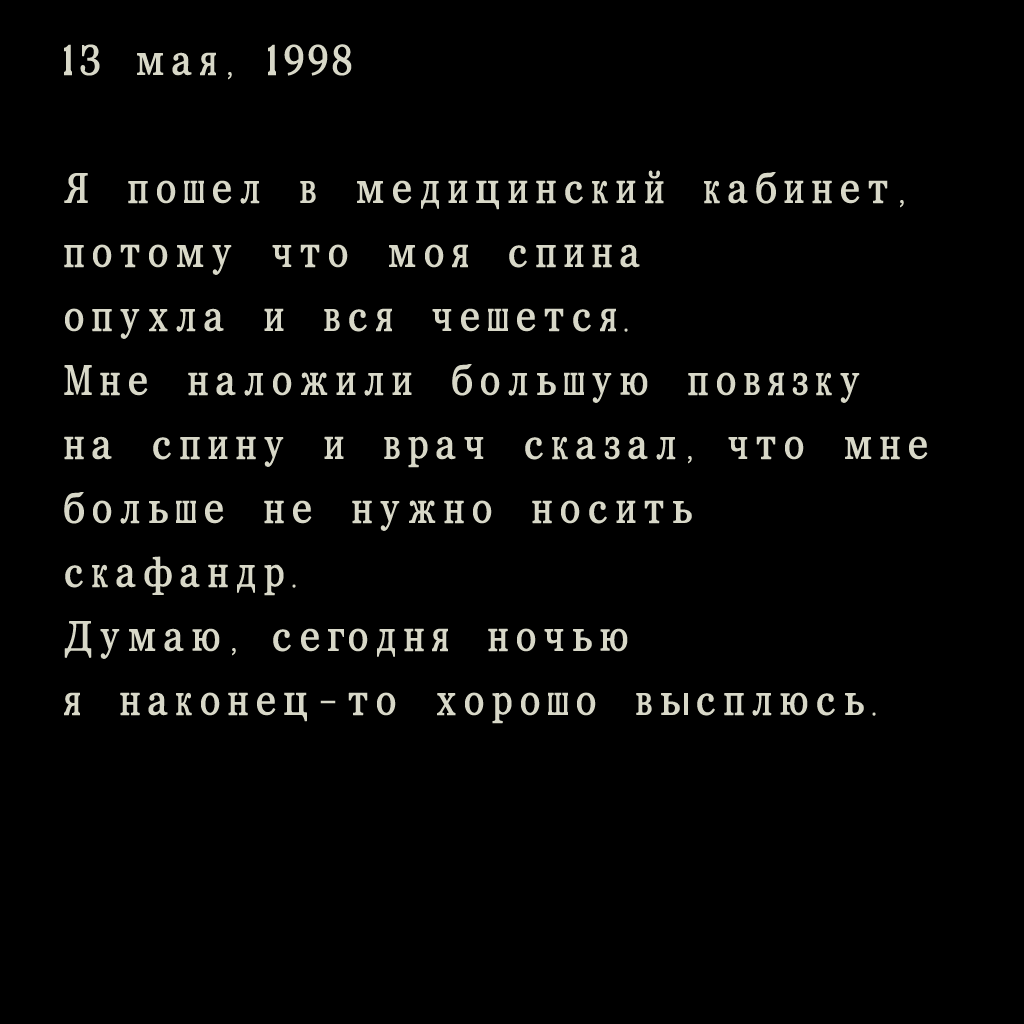 13 мая, 1998
Я пошел в медицинский кабинет,
потому что моя спина
опухла и вся чешется.
Мне наложили большую повязку
на спину и врач сказал, что мне
больше не нужно носить
скафандр.
Думаю, сегодня ночью
я наконец-то хорошо высплюсь.